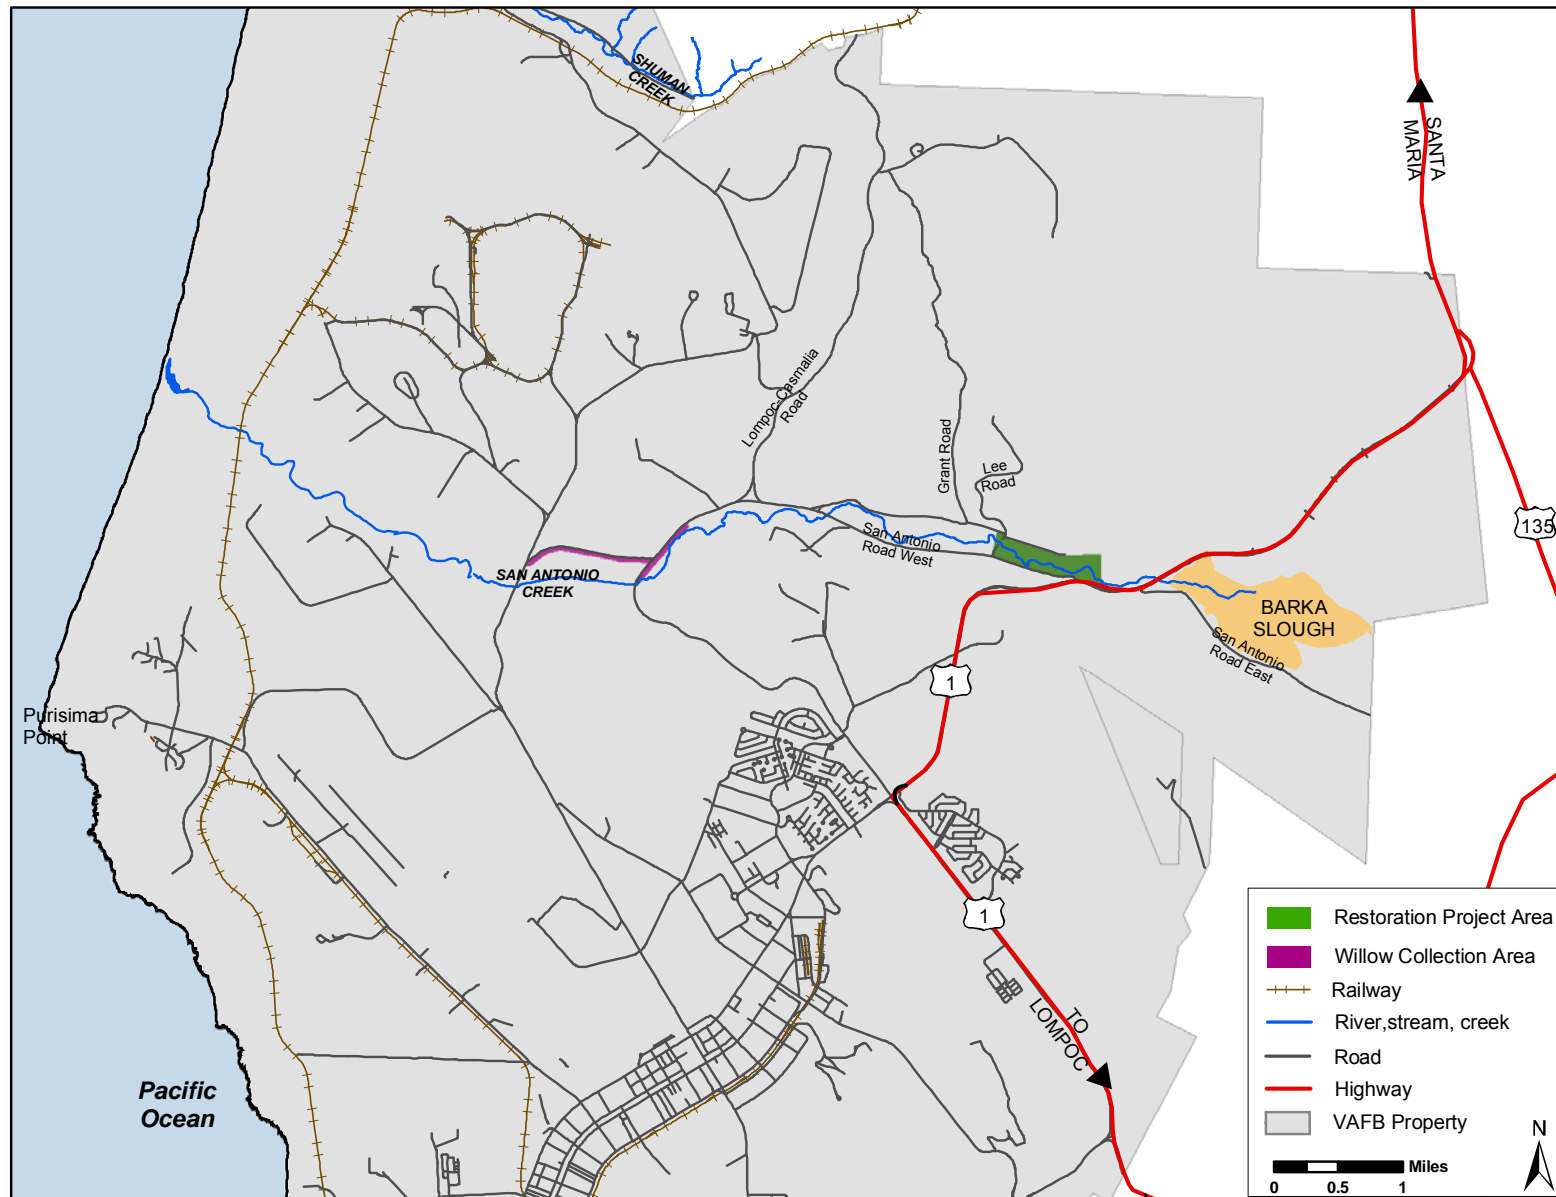 SHUMAN
CREEK
SANTA
MARIA
Lompoc-Casmalia
Road
Grant Road
Lee
Road
San Antonio
Road West
135
SAN ANTONIO
CREEK
BARKA
SLOUGH
San Antonio
Road East
1
Purisima
Point
1
TO
LOMPOC
Pacific
Ocean
Restoration Project Area
Willow Collection Area
Railway
River,stream, creek
Road
Highway
VAFB Property
N
Miles
0 0.5 1